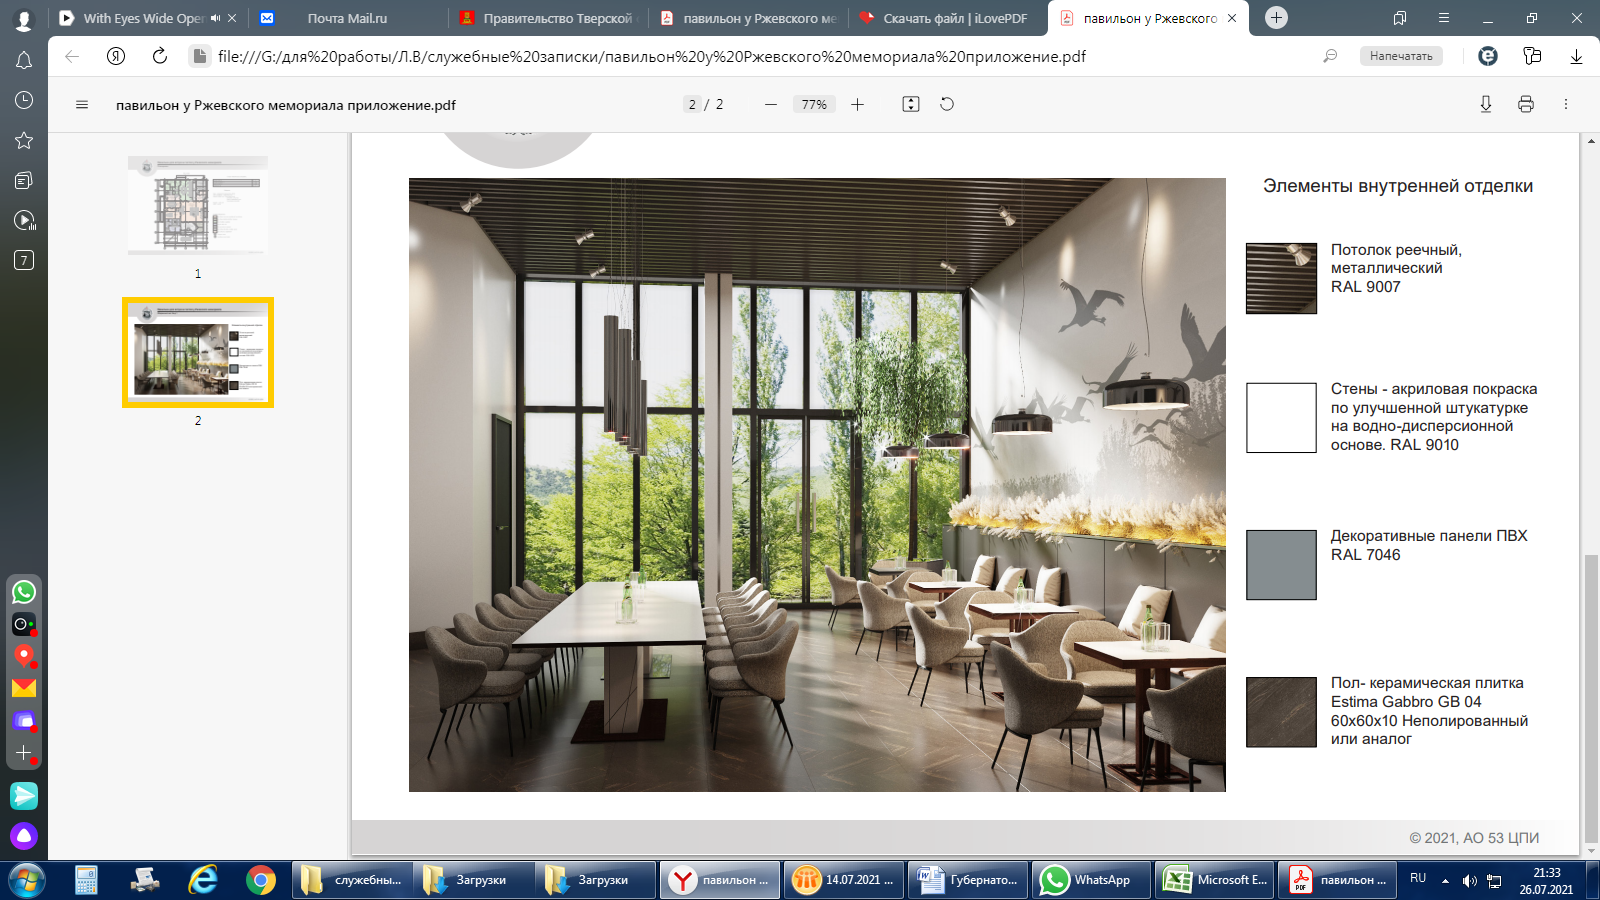 With Eyes Wide Open
Почта Mail.ru
Правительство Тверской
павильон у Ржевского ме
Скачать файл | iLovePDF
павильон у Ржевского
file:///G:/для%20работы/Л.В/служебные%20записки/павильон%20у%20Ржевского%20мемориала%20приложение.pdf
Напечатать
павильон у Ржевского мемориала приложение.pdf
2 / 2
77%
7
1
2
Элементы внутренней отделки
Потолок реечный,
металлический
RAL 9007
Стены - акриловая покраска
по улучшенной штукатурке
на водно-дисперсионной
основе. RAL 9010
Декоративные панели ПВХ
RAL 7046
Пол- керамическая плитка
Estima Gabbro GB 04
60x60x10 Неполированный
или аналог
© 2021, АО 53 ЦПИ
служебны...
Загрузки
Загрузки
павильон ...
14.07.2021 ...
Губернато...
WhatsApp
Microsoft E...
павильон ...
RU
21:33
26.07.2021